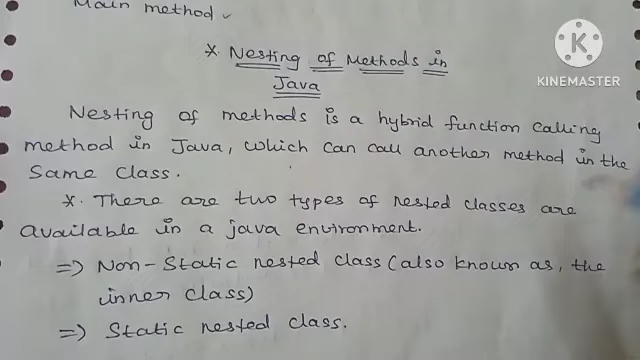 Main method.
* Nesting of Methods in
Java
Nesting of methods is a hybrid function calling
method in Java, which can call another method in the
Same class.
*. There are two types of nested classes are
available in a java environment.
=> Non-Static nested class (also known as, the
inner class)
=> Static nested class.
K
KINEMASTER